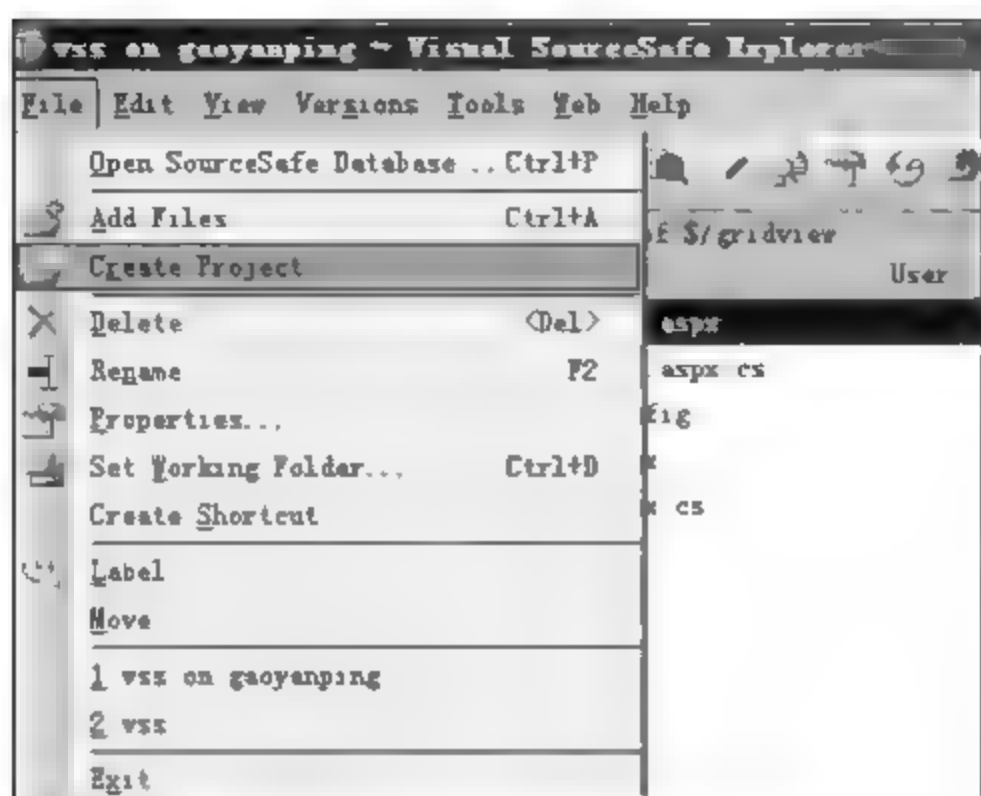 vss on gaoyanping - Visual SourceSafe Explorer
File Edit View Versions Tools Web Help
Open SourceSafe Database .. Ctrl+P
Add Files Ctrl+A
of $/gridview
Create Project
User
Delete <Del>
aspx
Rename F2
aspx cs
Properties...
fig
Set Working Folder... Ctrl+D
x
Create Shortcut
x cs
Label
Move
1 vss on gaoyanping
2 vss
Exit